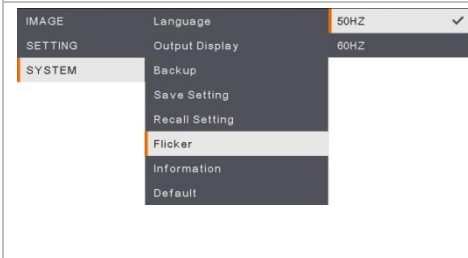 IMAGE
SETTING
SYSTEM
Language
Output Display
Backup
Save Setting
Recall Setting
Flicker
Information
Default
50HZ
60HZ